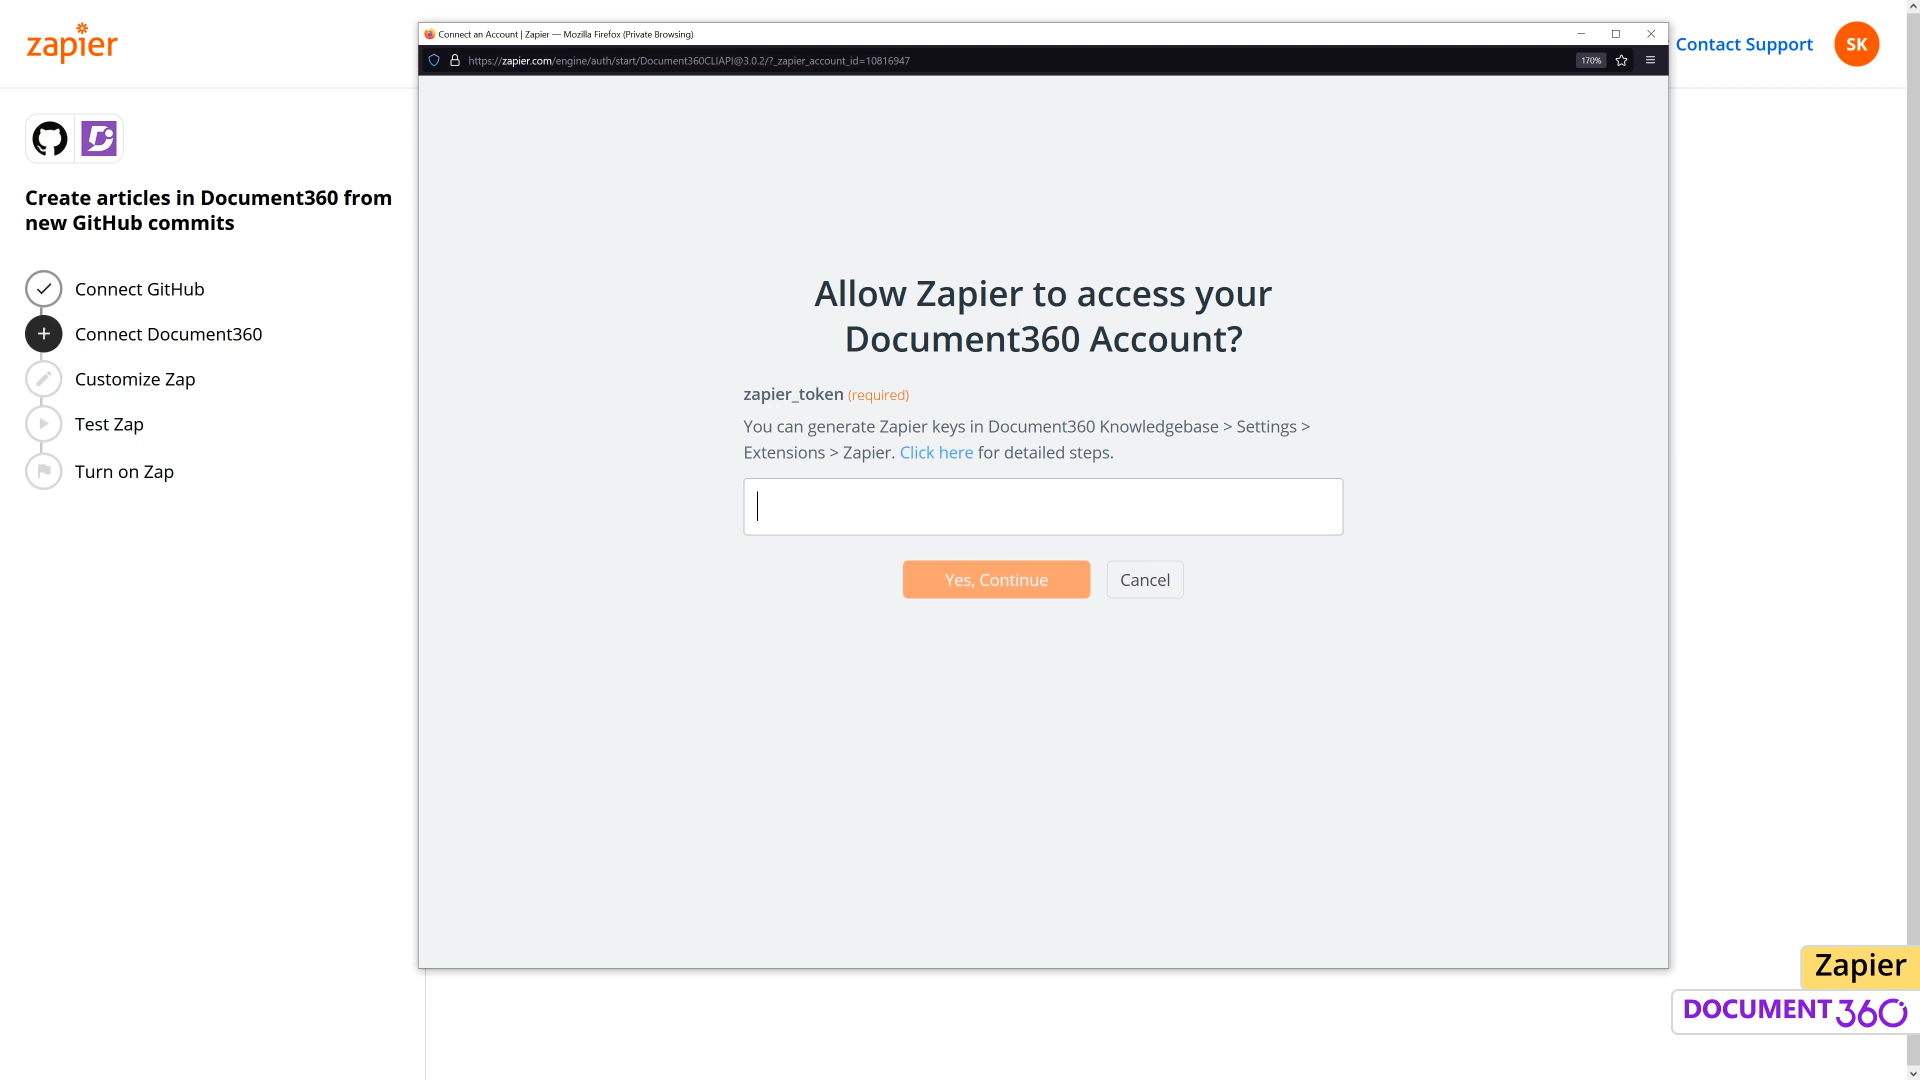 zapier
Contact Support
SK
Create articles in Document360 from
new GitHub commits
Connect GitHub
Connect Document360
Customize Zap
Test Zap
Turn on Zap
Connect an Account | Zapier — Mozilla Firefox (Private Browsing)
https://zapier.com/engine/auth/start/Document360CLIAPI@3.0.2/?_zapier_account_id=10816947
170%
Allow Zapier to access your
Document360 Account?
zapier_token (required)
You can generate Zapier keys in Document360 Knowledgebase > Settings >
Extensions > Zapier. Click here for detailed steps.
Yes, Continue
Cancel
Zapier
DOCUMENT360